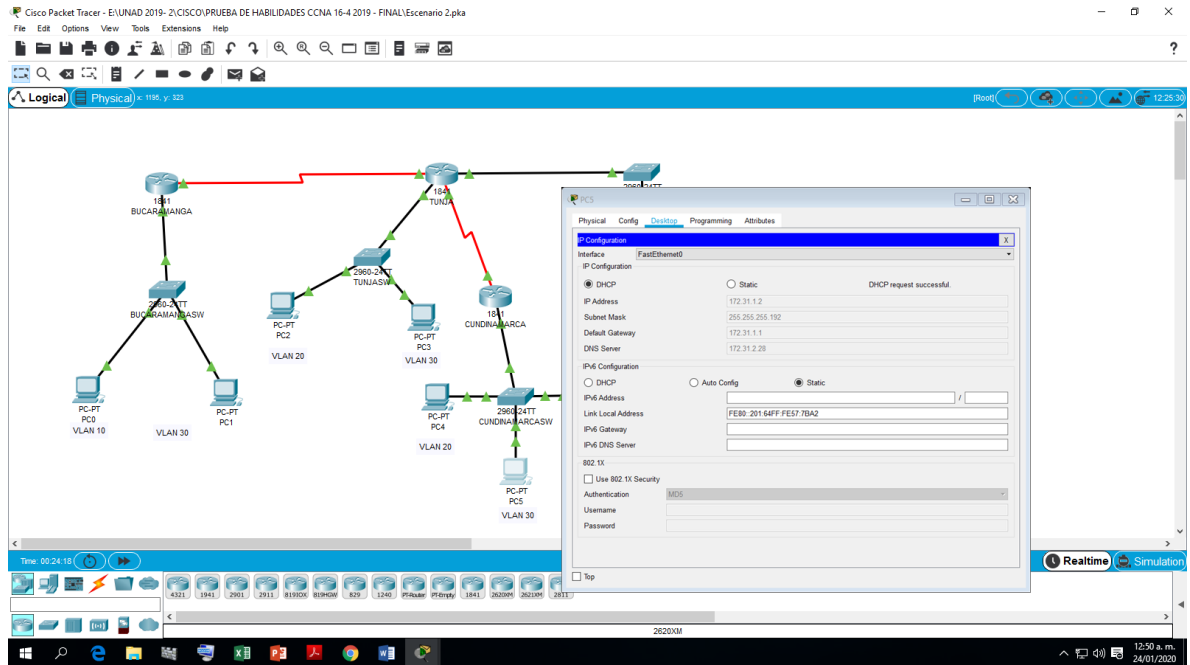 Cisco Packet Tracer - E:\UNAD 2019- 2\CISCO\PRUEBA DE HABILIDADES CCNA 16-4 2019 - FINAL\Escenario 2.pka
File Edit Options View Tools Extensions Help
?
Logical Physical x: 1195, y: 323 [Root] 12:25:30
1841
BUCARAMANGA
1841
TUNJA
2960-24TT
2960-24TT
TUNJASW
2960-24TT
BUCARAMANGASW
1841
CUNDINAMARCA
PC-PT
PC2
VLAN 20
PC-PT
PC3
VLAN 30
PC-PT
PC0
VLAN 10
PC-PT
PC1
VLAN 30
PC-PT
PC4
VLAN 20
2960-24TT
CUNDINAMARCASW
PC-PT
PC5
VLAN 30
PC5
Physical Config Desktop Programming Attributes
IP Configuration X
Interface FastEthernet0
IP Configuration
DHCP Static DHCP request successful.
IP Address 172.31.1.2
Subnet Mask 255.255.255.192
Default Gateway 172.31.1.1
DNS Server 172.31.2.28
IPv6 Configuration
DHCP Auto Config Static
IPv6 Address /
Link Local Address FE80::201:64FF:FE57:7BA2
IPv6 Gateway
IPv6 DNS Server
802.1X
Use 802.1X Security
Authentication MD5
Username
Password
Top
Time: 00:24:18 Realtime Simulation
4321 1941 2901 2911 819IOX 819HGW 829 1240 PT-Router PT-Empty 1841 2620XM 2621XM 2811
2620XM
12:50 a. m.
24/01/2020